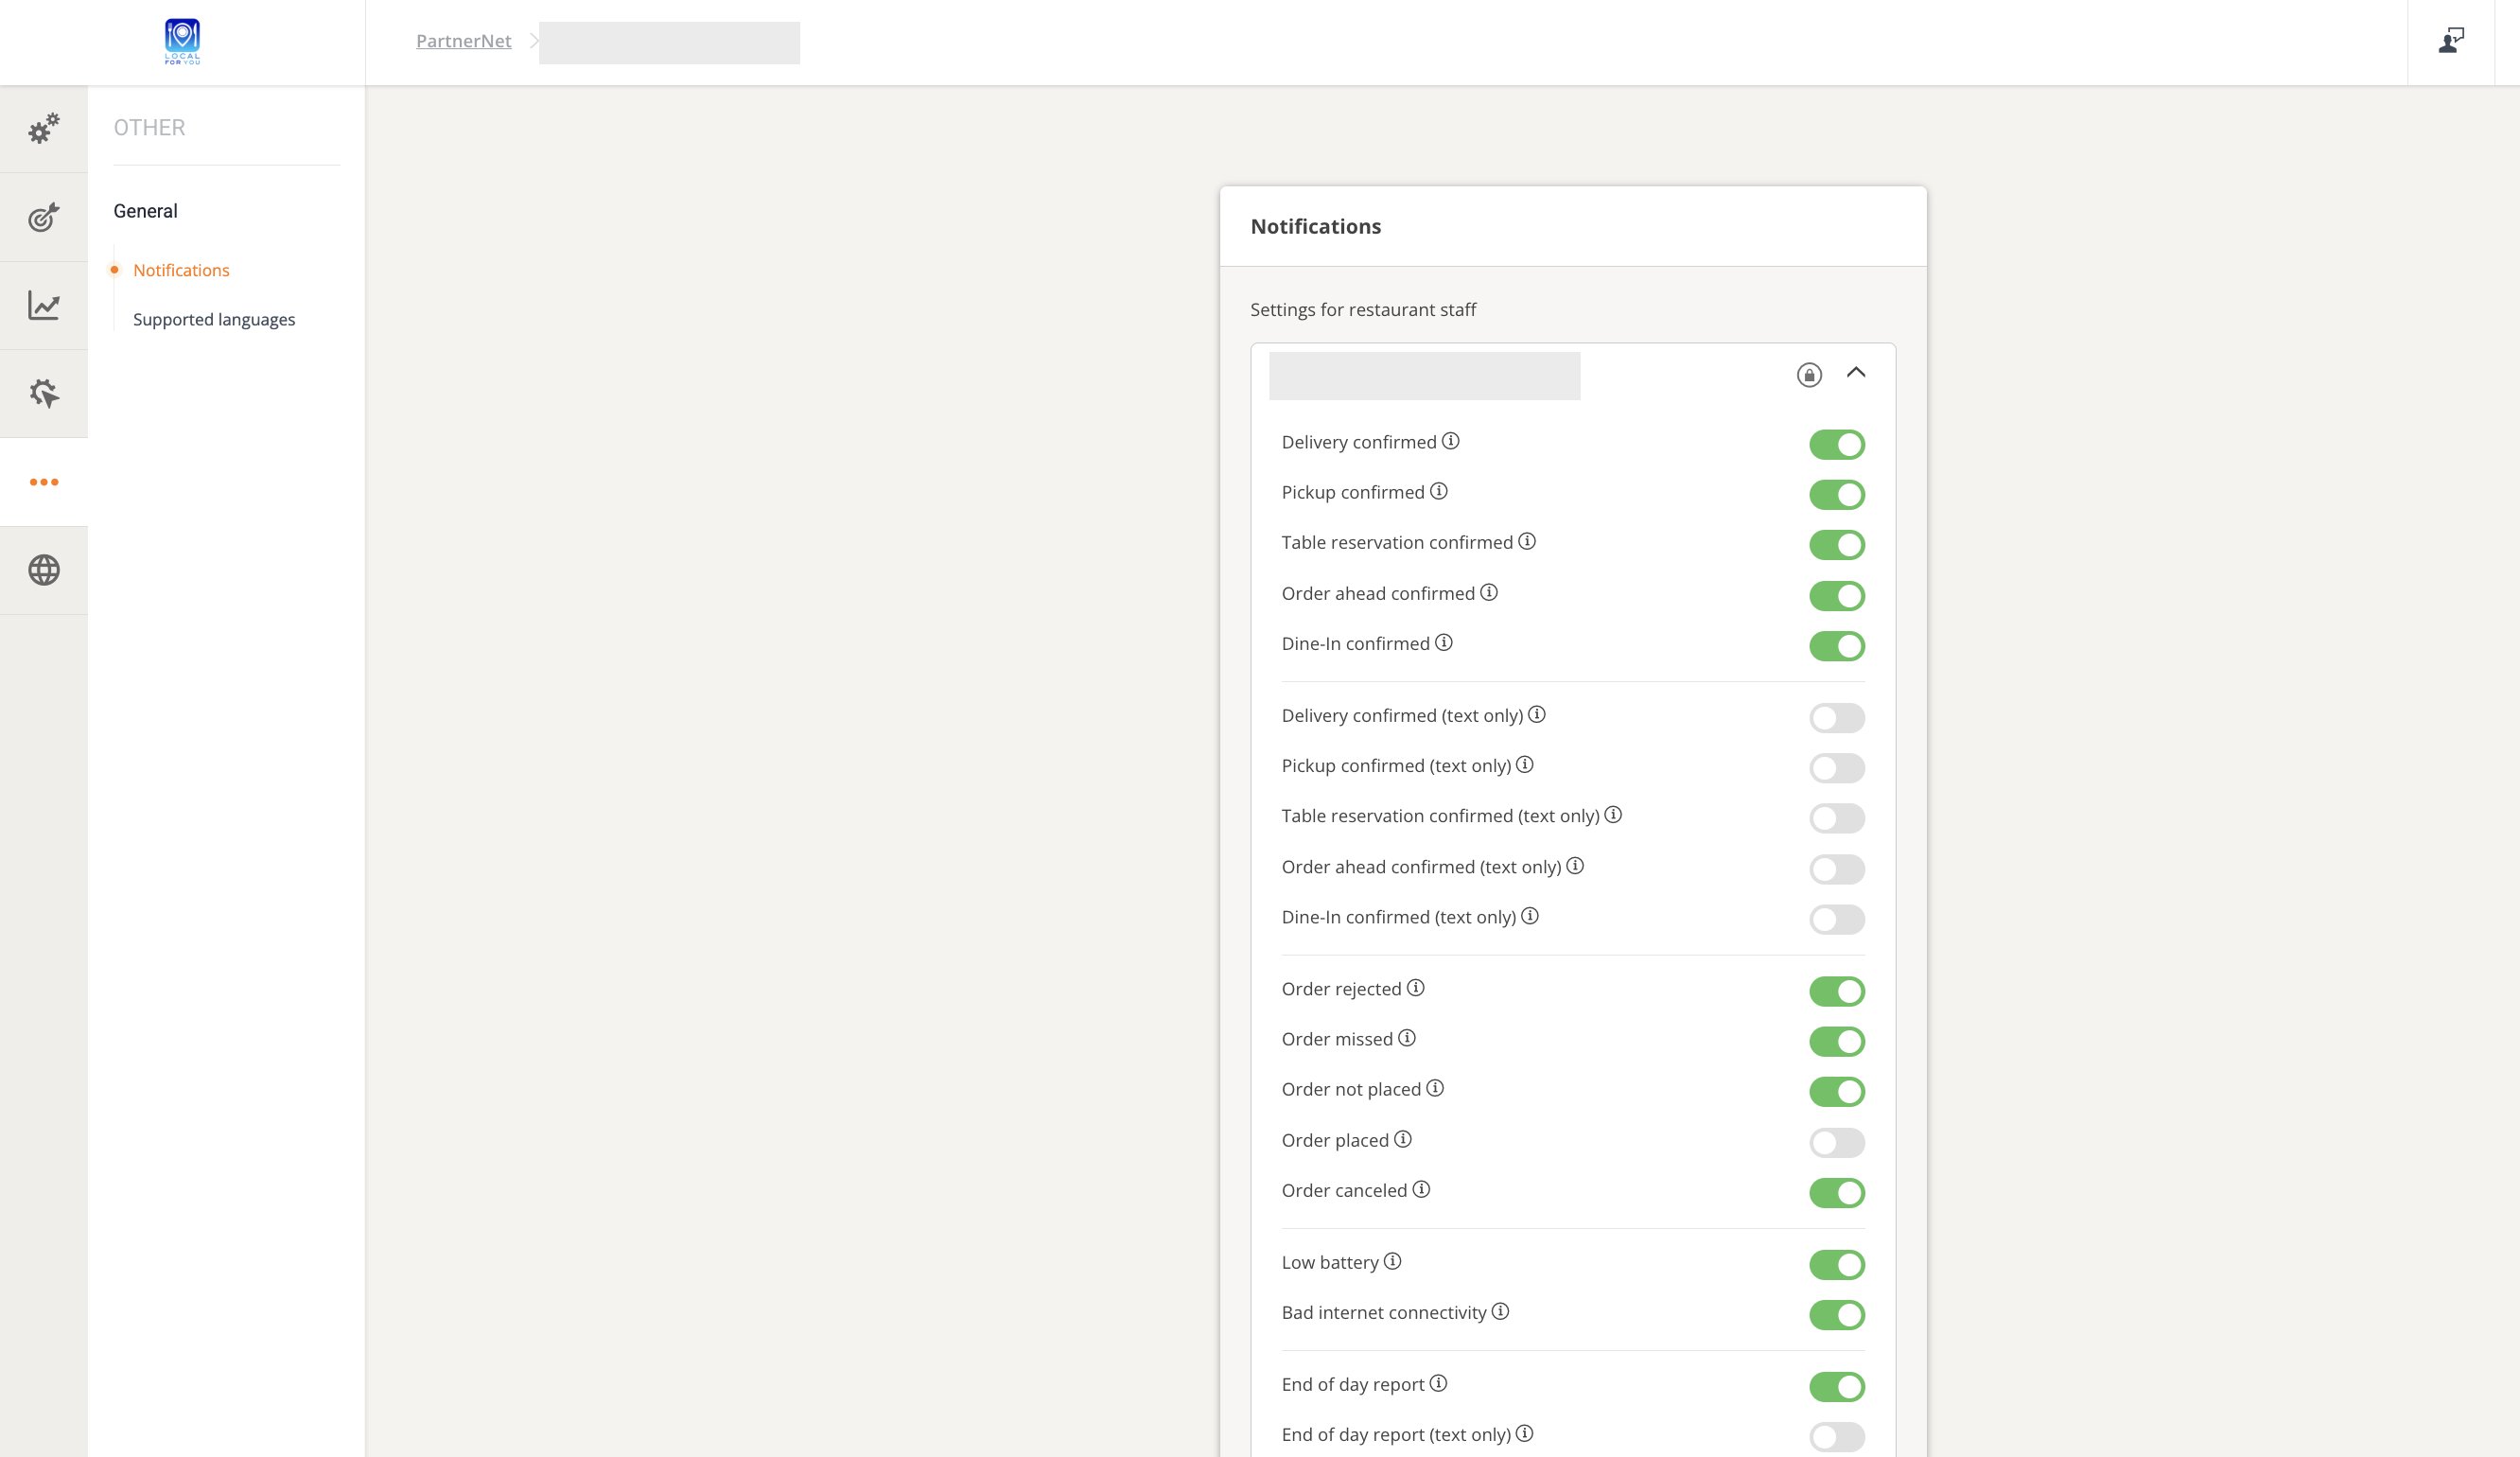 LOCAL
FOR YOU
PartnerNet
OTHER
General
Notifications
Supported languages
Notifications
Settings for restaurant staff
Delivery confirmed
Pickup confirmed
Table reservation confirmed
Order ahead confirmed
Dine-In confirmed
Delivery confirmed (text only)
Pickup confirmed (text only)
Table reservation confirmed (text only)
Order ahead confirmed (text only)
Dine-In confirmed (text only)
Order rejected
Order missed
Order not placed
Order placed
Order canceled
Low battery
Bad internet connectivity
End of day report
End of day report (text only)